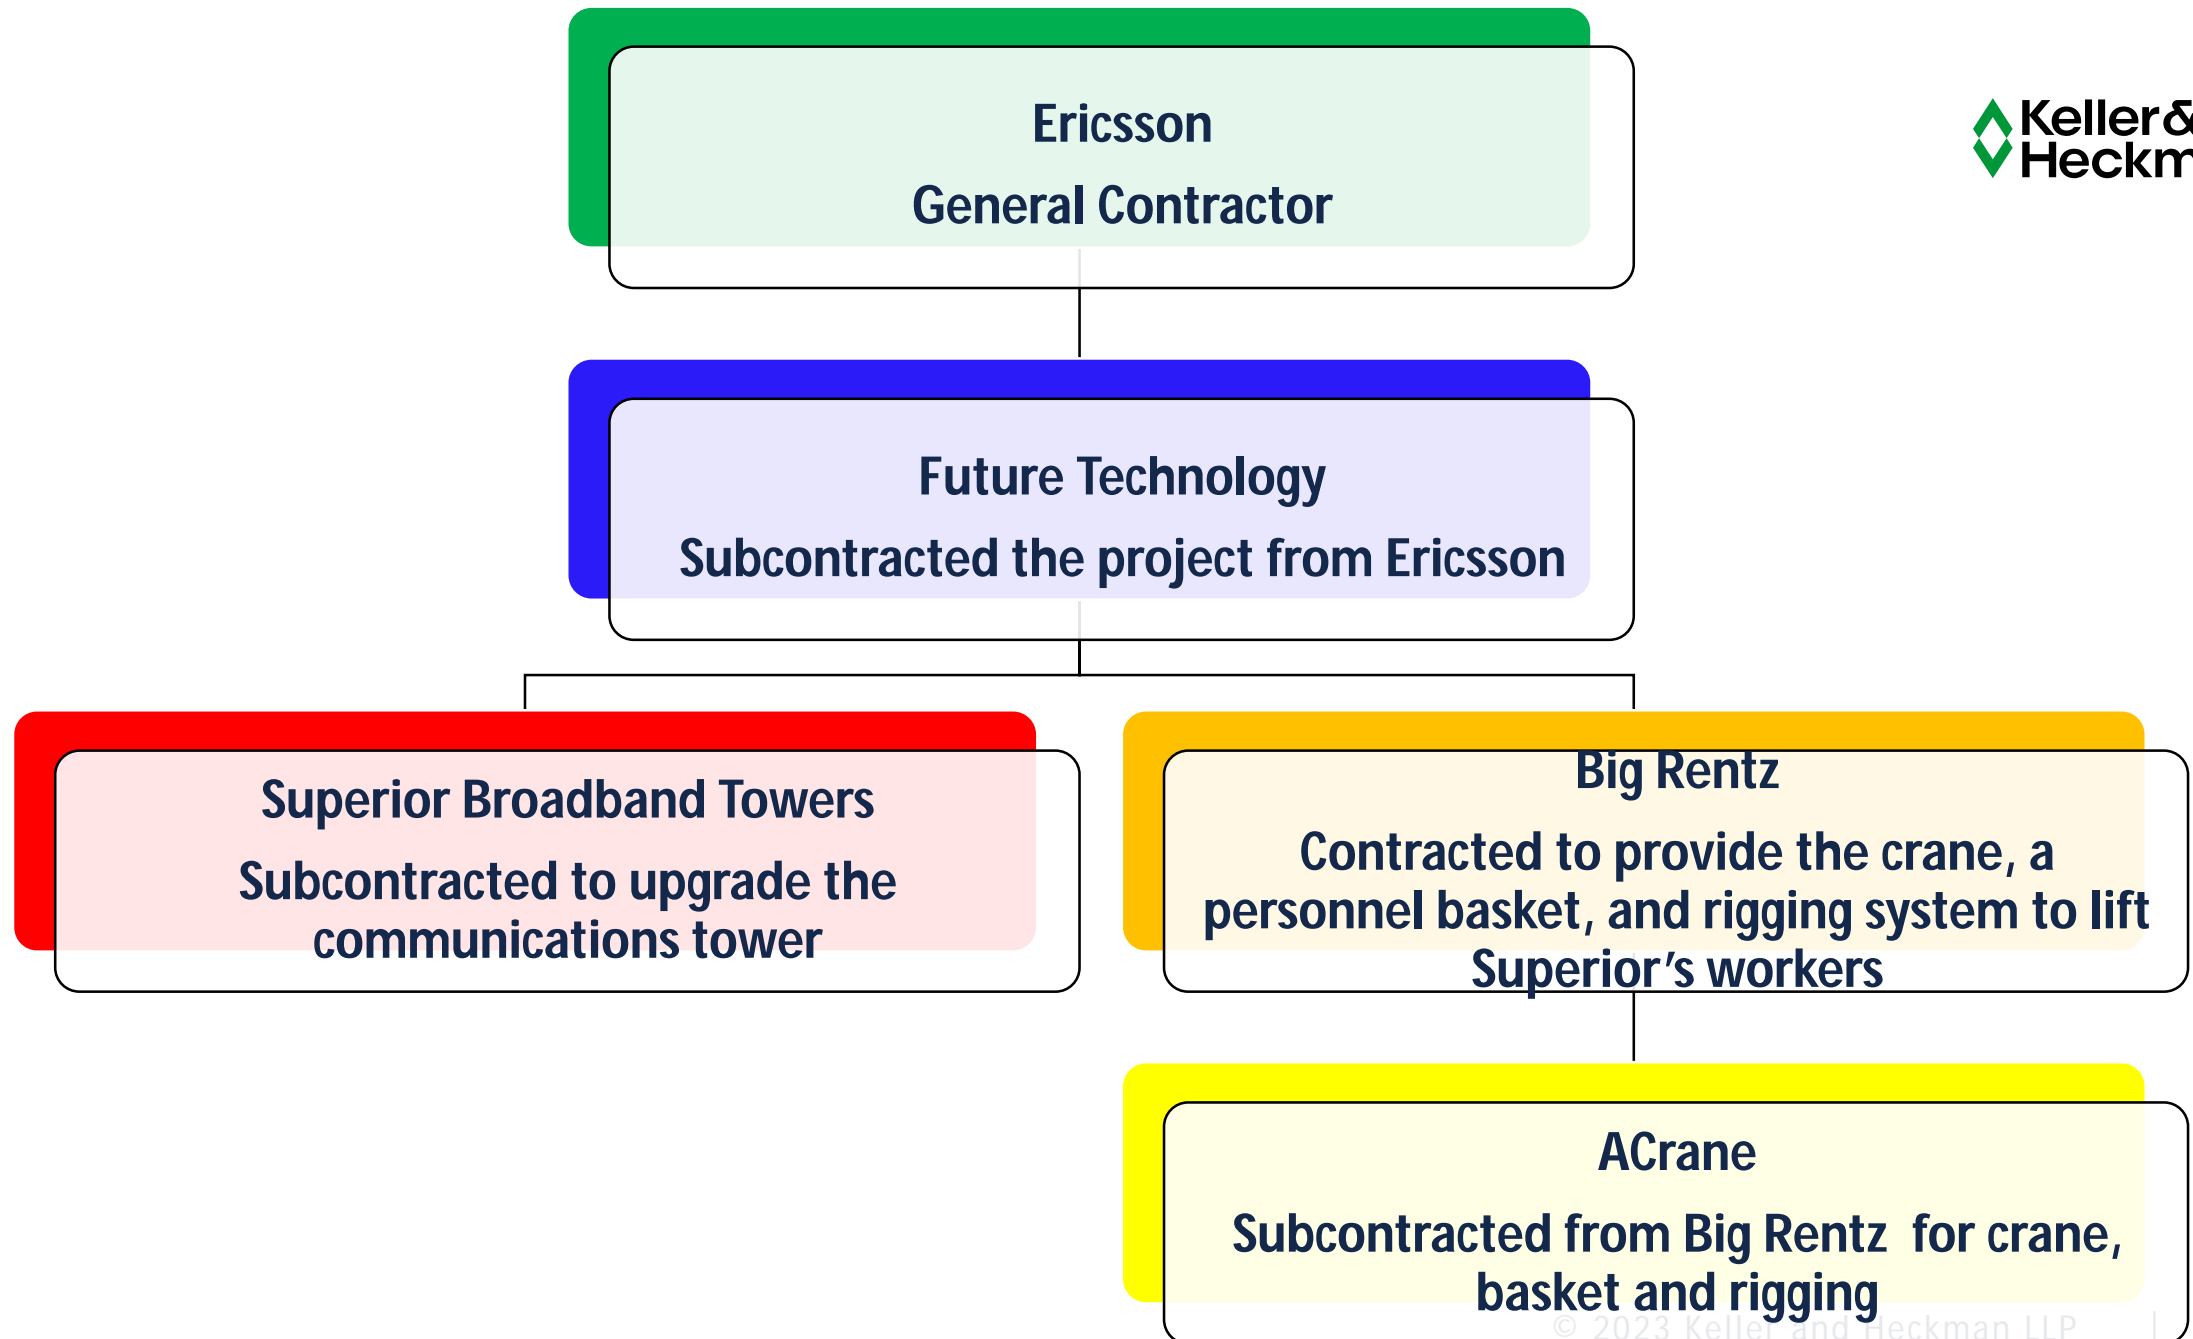 Ericsson
General Contractor
Keller&
Heckm
Future Technology
Subcontracted the project from Ericsson
Superior Broadband Towers
Subcontracted to upgrade the
communications tower
Big Rentz
Contracted to provide the crane, a
personnel basket, and rigging system to lift
Superior’s workers
ACrane
Subcontracted from Big Rentz for crane,
basket and rigging
© 2023 Keller and Heckman LLP |